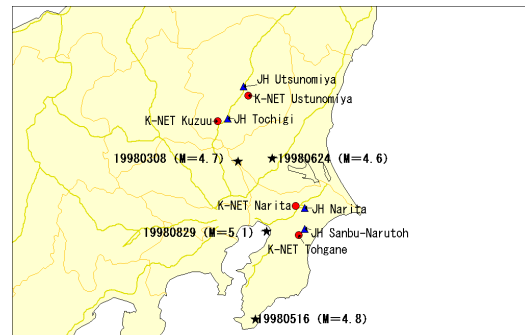 JH Utsunomiya
K-NET Ustunomiya
K-NET Kuzuu
JH Tochigi
19980308 (M=4.7)
19980624 (M=4.6)
K-NET Narita
JH Narita
19980829 (M=5.1)
JH Sanbu-Narutoh
K-NET Tohgane
19980516 (M=4.8)